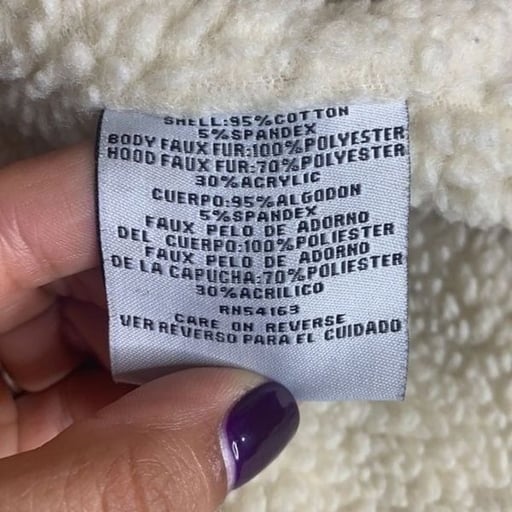 SHELL:95%COTTON
5%SPANDEX
BODY FAUX FUR:100%POLYESTER
HOOD FAUX FUR:70%POLYESTER
30%ACRYLIC
CUERPO:95%ALGODON
5%SPANDEX
FAUX PELO DE ADORNO
DEL CUERPO:100%POLIESTER
FAUX PELO DE ADORNO
DE LA CAPUCHA:70%POLIESTER
30%ACRILICO
RN54163
CARE ON REVERSE
VER REVERSO PARA EL CUIDADO